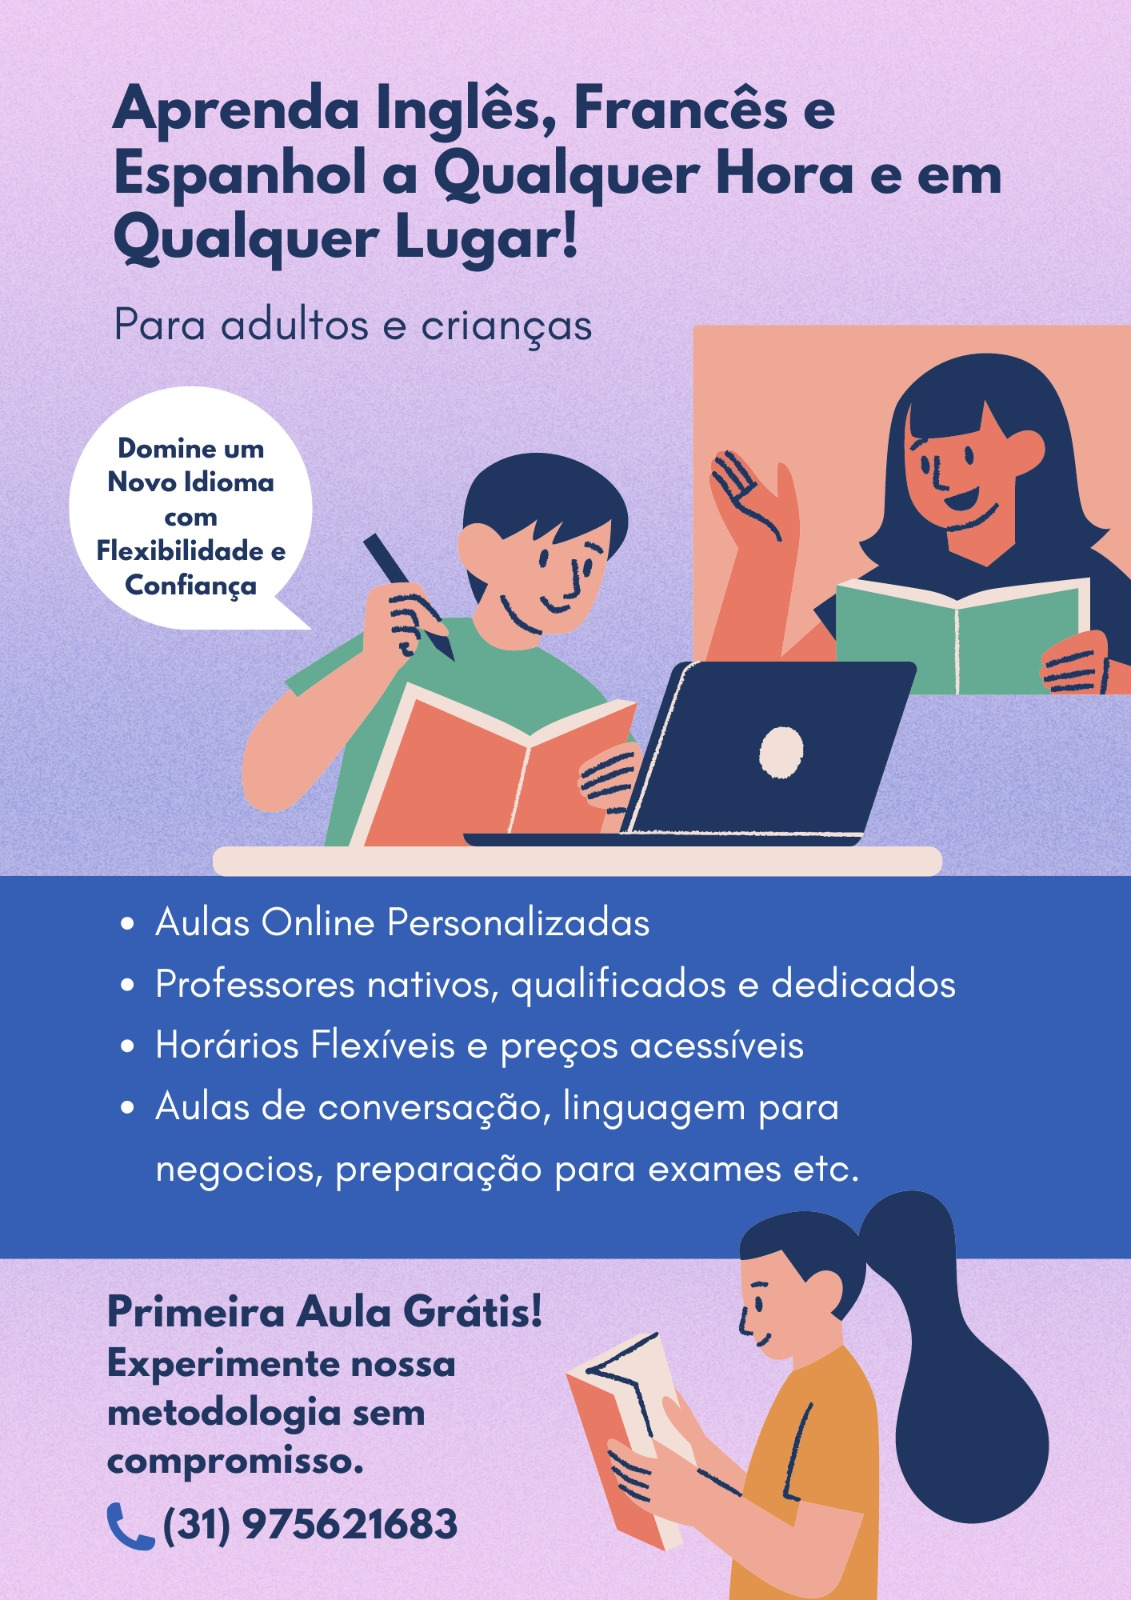 Aprenda Inglês, Francês e
Espanhol a Qualquer Hora e em
Qualquer Lugar!
Para adultos e crianças
Domine um
Novo Idioma
com
Flexibilidade e
Confiança
• Aulas Online Personalizadas
• Professores nativos, qualificados e dedicados
• Horários Flexíveis e preços acessíveis
• Aulas de conversação, linguagem para
negocios, preparação para exames etc.
Primeira Aula Grátis!
Experimente nossa
metodologia sem
compromisso.
(31) 975621683